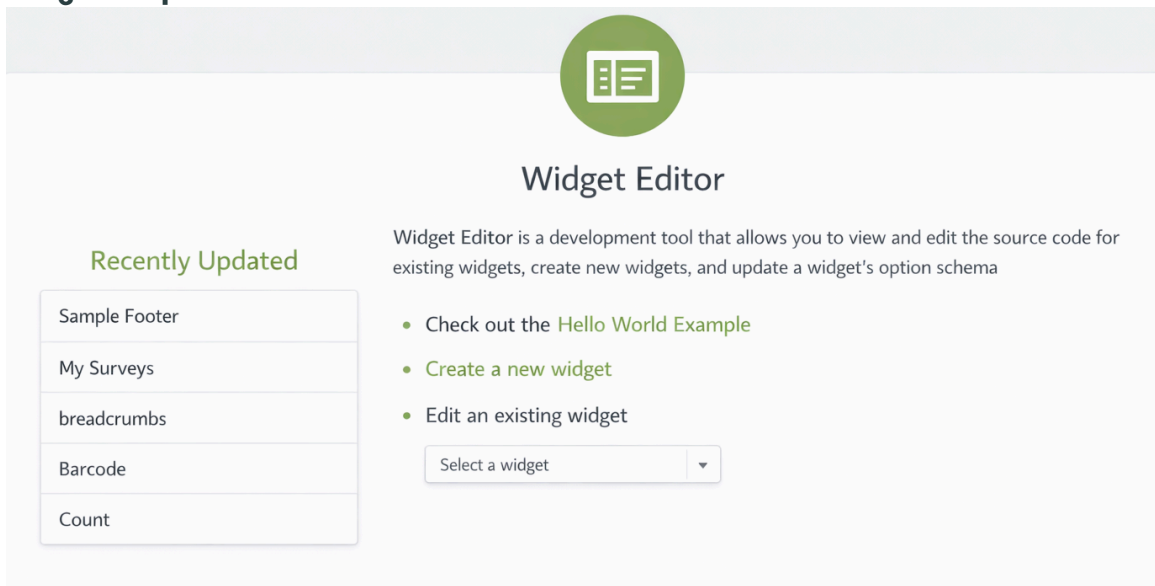 Widget Editor
Recently Updated
Sample Footer
My Surveys
breadcrumbs
Barcode
Count
Widget Editor is a development tool that allows you to view and edit the source code for
existing widgets, create new widgets, and update a widget's option schema
Check out the Hello World Example
Create a new widget
Edit an existing widget
Select a widget